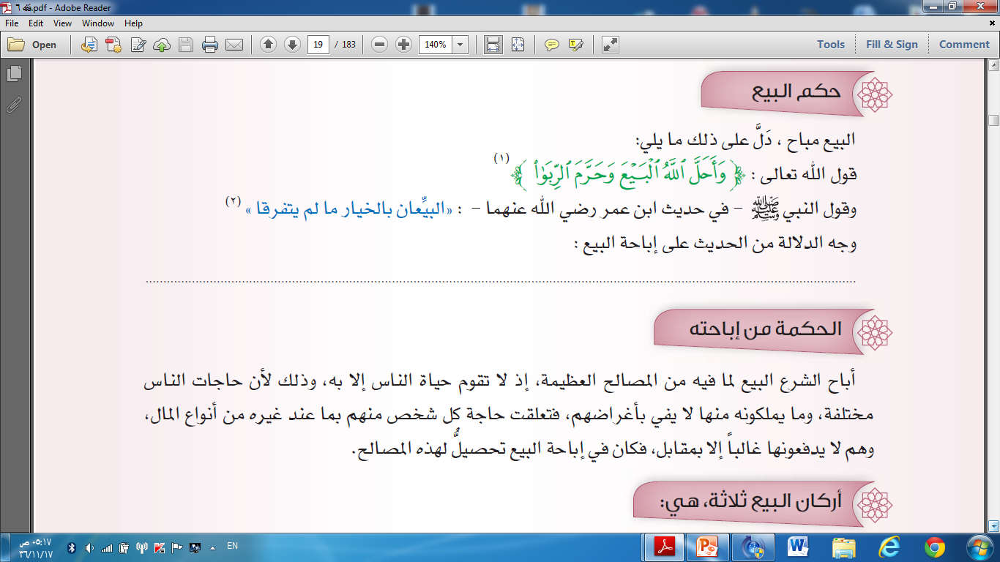 فقه ٦.pdf - Adobe Reader
File Edit View Window Help
Open 19 / 183 140% Tools Fill & Sign Comment
حكم البيع
البيع مباح ، دَلَّ على ذلك ما يلي:
قول الله تعالى : ﴿ وَأَحَلَّ ٱللَّهُ ٱلْبَيْعَ وَحَرَّمَ ٱلرِّبَوٰا۟ ﴾ (١)
وقول النبي ﷺ – في حديث ابن عمر رضي الله عنهما – : «البيِّعان بالخيار ما لم يتفرقا » (٢)
وجه الدلالة من الحديث على إباحة البيع :
الحكمة من إباحته
أباح الشرع البيع لما فيه من المصالح العظيمة، إذ لا تقوم حياة الناس إلا به، وذلك لأن حاجات الناس
مختلفة، وما يملكونه منها لا يفي بأغراضهم، فتعلقت حاجة كل شخص منهم بما عند غيره من أنواع المال،
وهم لا يدفعونها غالباً إلا بمقابل، فكان في إباحة البيع تحصيلٌ لهذه المصالح.
أركان البيع ثلاثة، هي:
٠٥:١٧ ص
٣٦/١١/١٧
EN